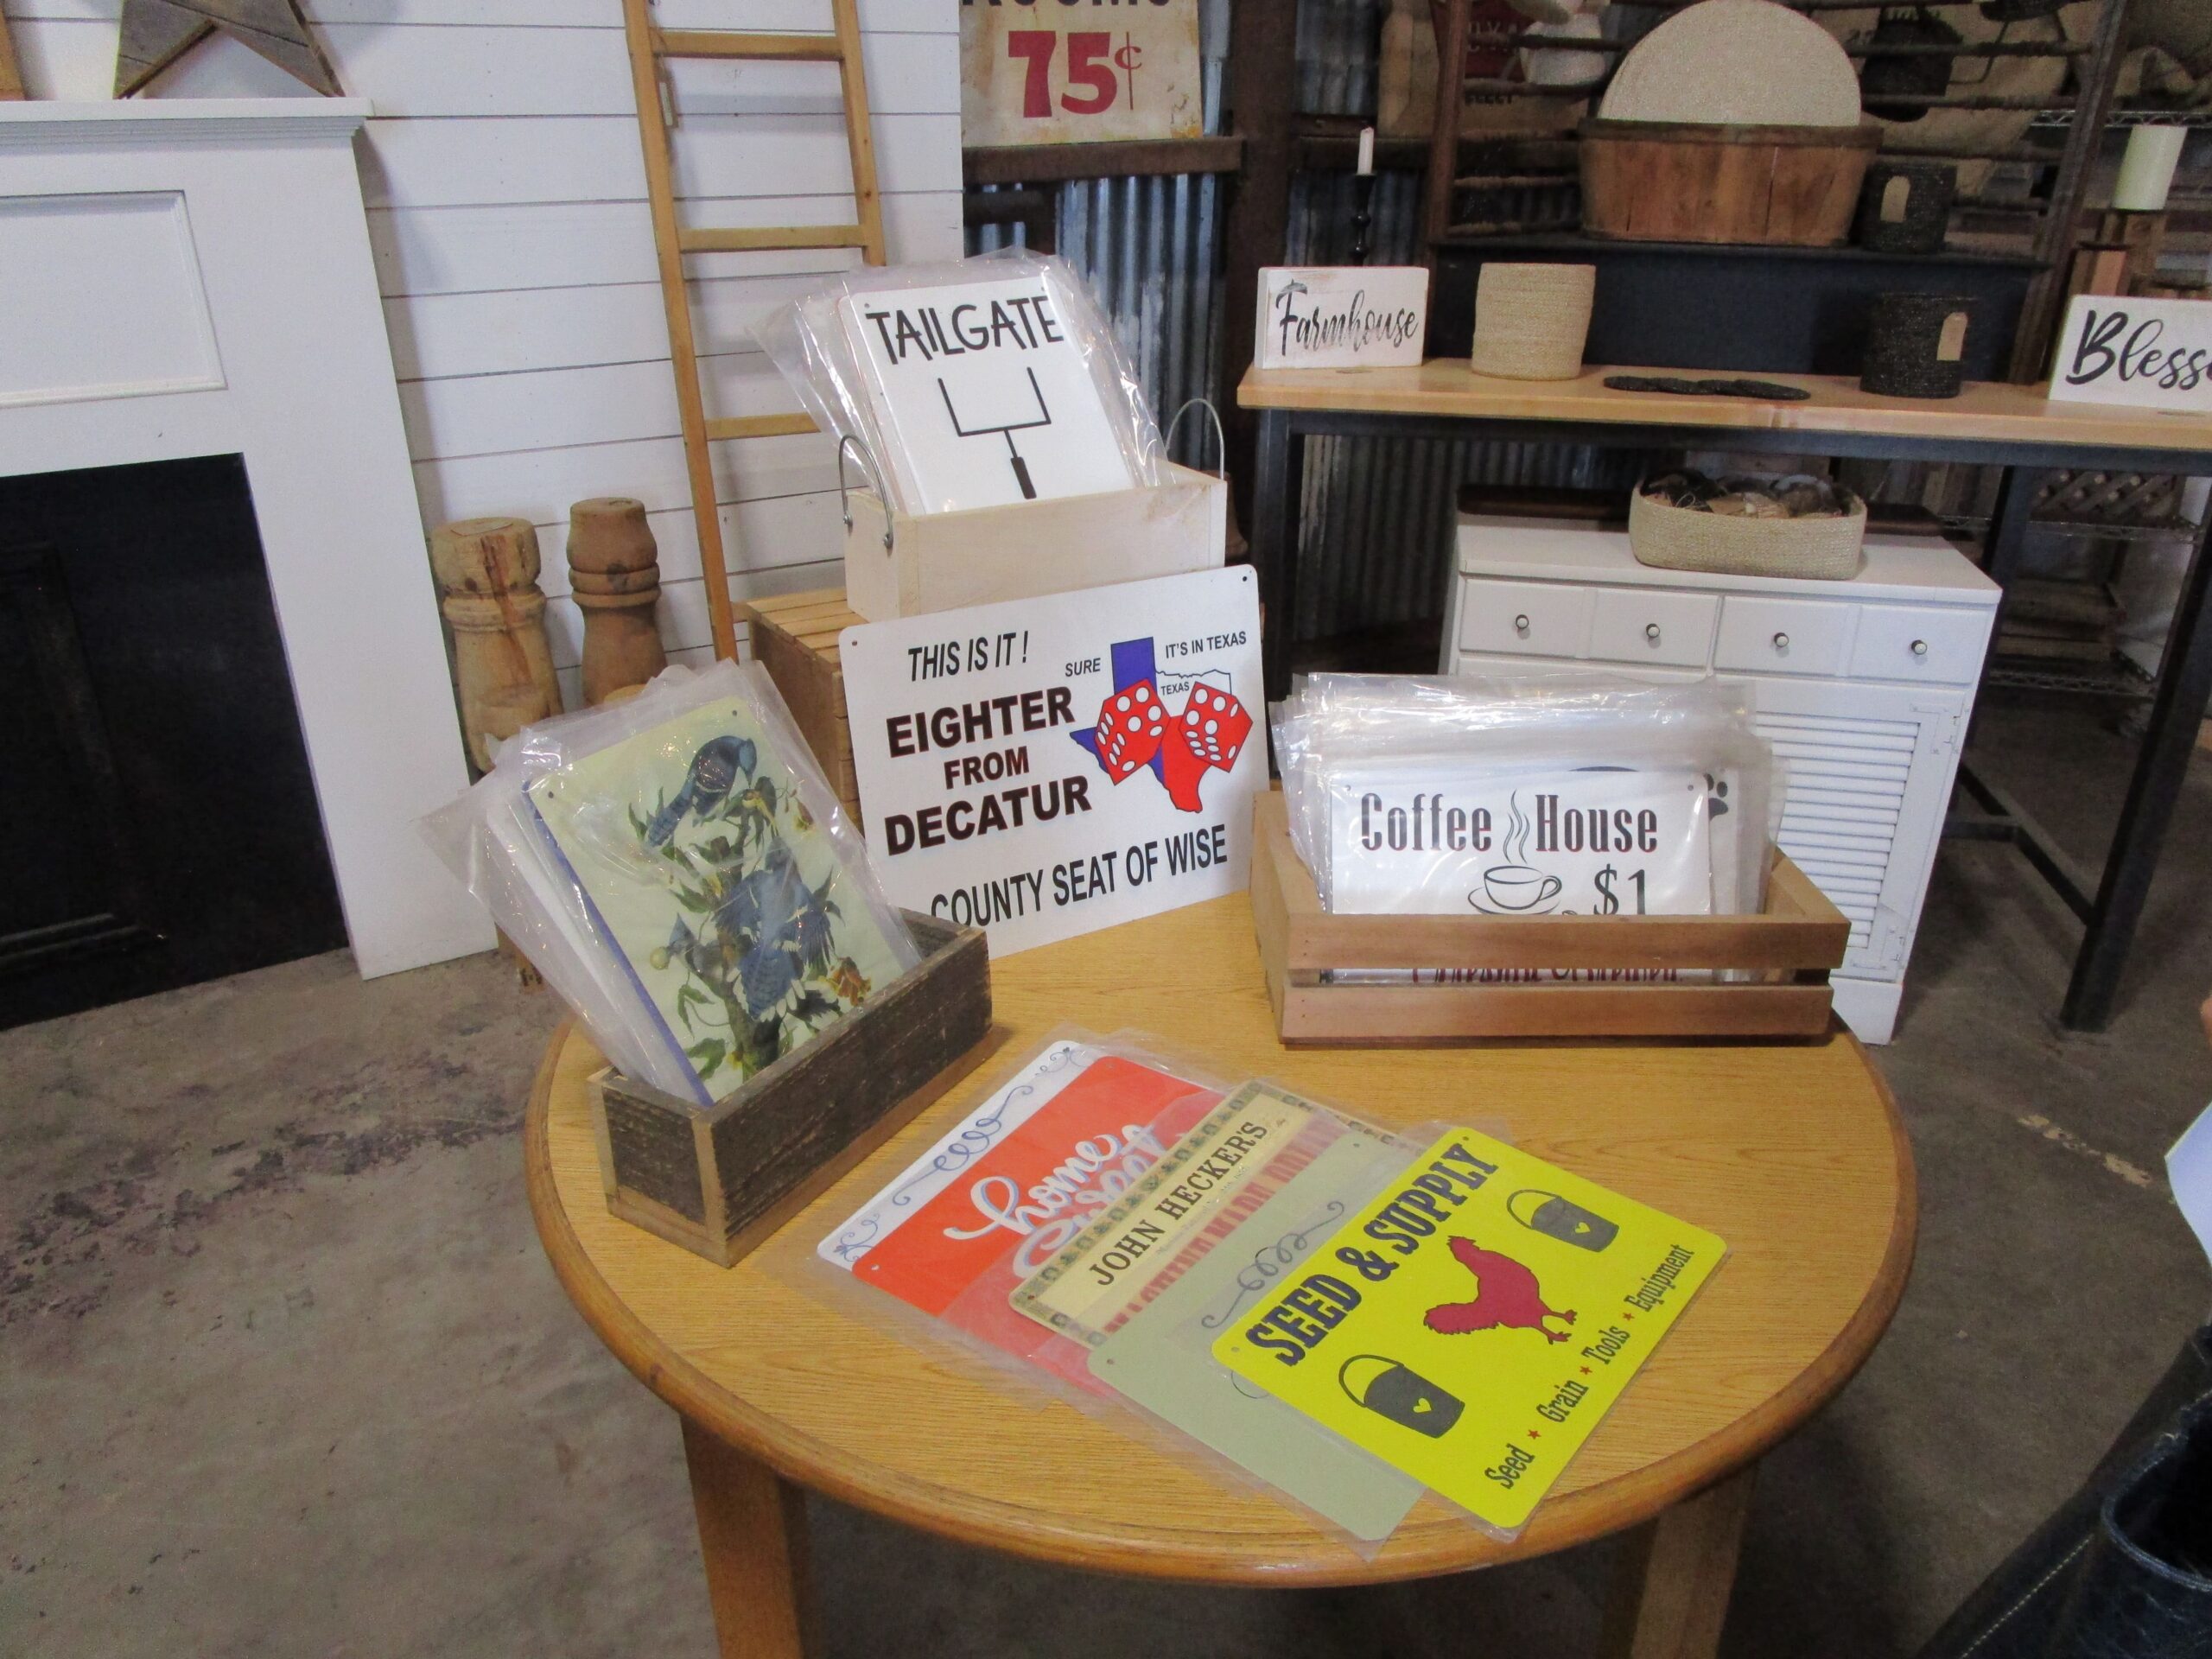 75¢
TAILGATE
Farmhouse
THIS IS IT!
SURE
IT'S IN TEXAS
TEXAS
EIGHTER
FROM
DECATUR
COUNTY SEAT OF WISE
Coffee House
$1
home
sweet
JOHN HECKER'S
SEED & SUPPLY
Seed ★ Grain ★ Tools ★ Equipment